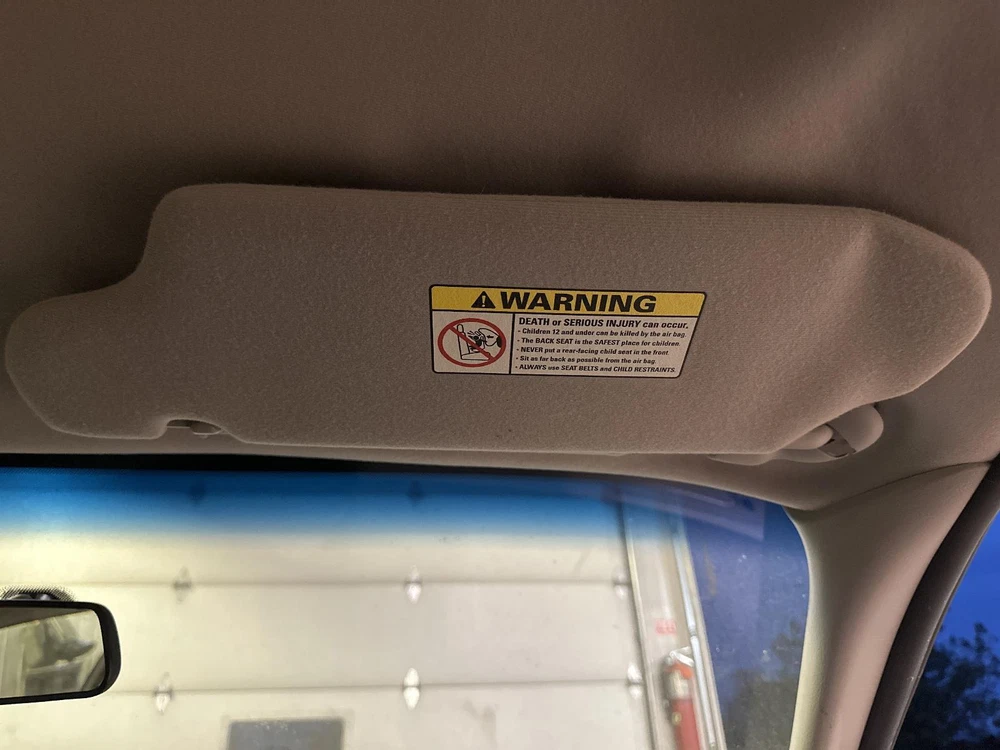 WARNING
DEATH or SERIOUS INJURY can occur.
• Children 12 and under can be killed by the air bag.
• The BACK SEAT is the SAFEST place for children.
• NEVER put a rear-facing child seat in the front.
• Sit as far back as possible from the air bag.
• ALWAYS use SEAT BELTS and CHILD RESTRAINTS.